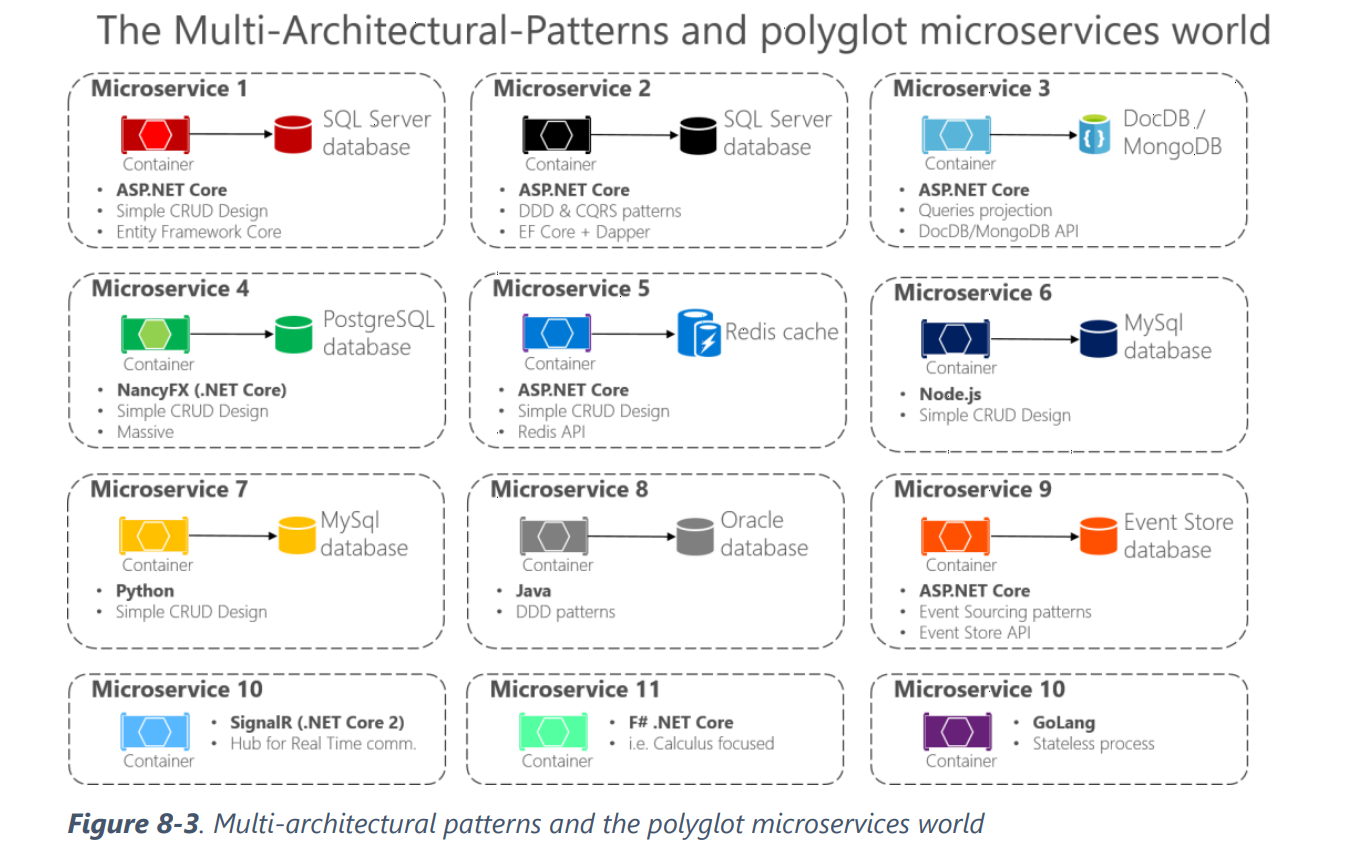 The Multi-Architectural-Patterns and polyglot microservices world
Microservice 1
SQL Server
database
Container
• ASP.NET Core
• Simple CRUD Design
• Entity Framework Core
Microservice 2
SQL Server
database
Container
• ASP.NET Core
• DDD & CQRS patterns
• EF Core + Dapper
Microservice 3
DocDB /
MongoDB
Container
• ASP.NET Core
• Queries projection
• DocDB/MongoDB API
Microservice 4
PostgreSQL
database
Container
• NancyFX (.NET Core)
• Simple CRUD Design
• Massive
Microservice 5
Redis cache
Container
• ASP.NET Core
• Simple CRUD Design
• Redis API
Microservice 6
MySql
database
Container
• Node.js
• Simple CRUD Design
Microservice 7
MySql
database
Container
• Python
• Simple CRUD Design
Microservice 8
Oracle
database
Container
• Java
• DDD patterns
Microservice 9
Event Store
database
Container
• ASP.NET Core
• Event Sourcing patterns
• Event Store API
Microservice 10
Container
• SignalR (.NET Core 2)
• Hub for Real Time comm.
Microservice 11
Container
• F# .NET Core
• i.e. Calculus focused
Microservice 10
Container
• GoLang
• Stateless process
Figure 8-3. Multi-architectural patterns and the polyglot microservices world